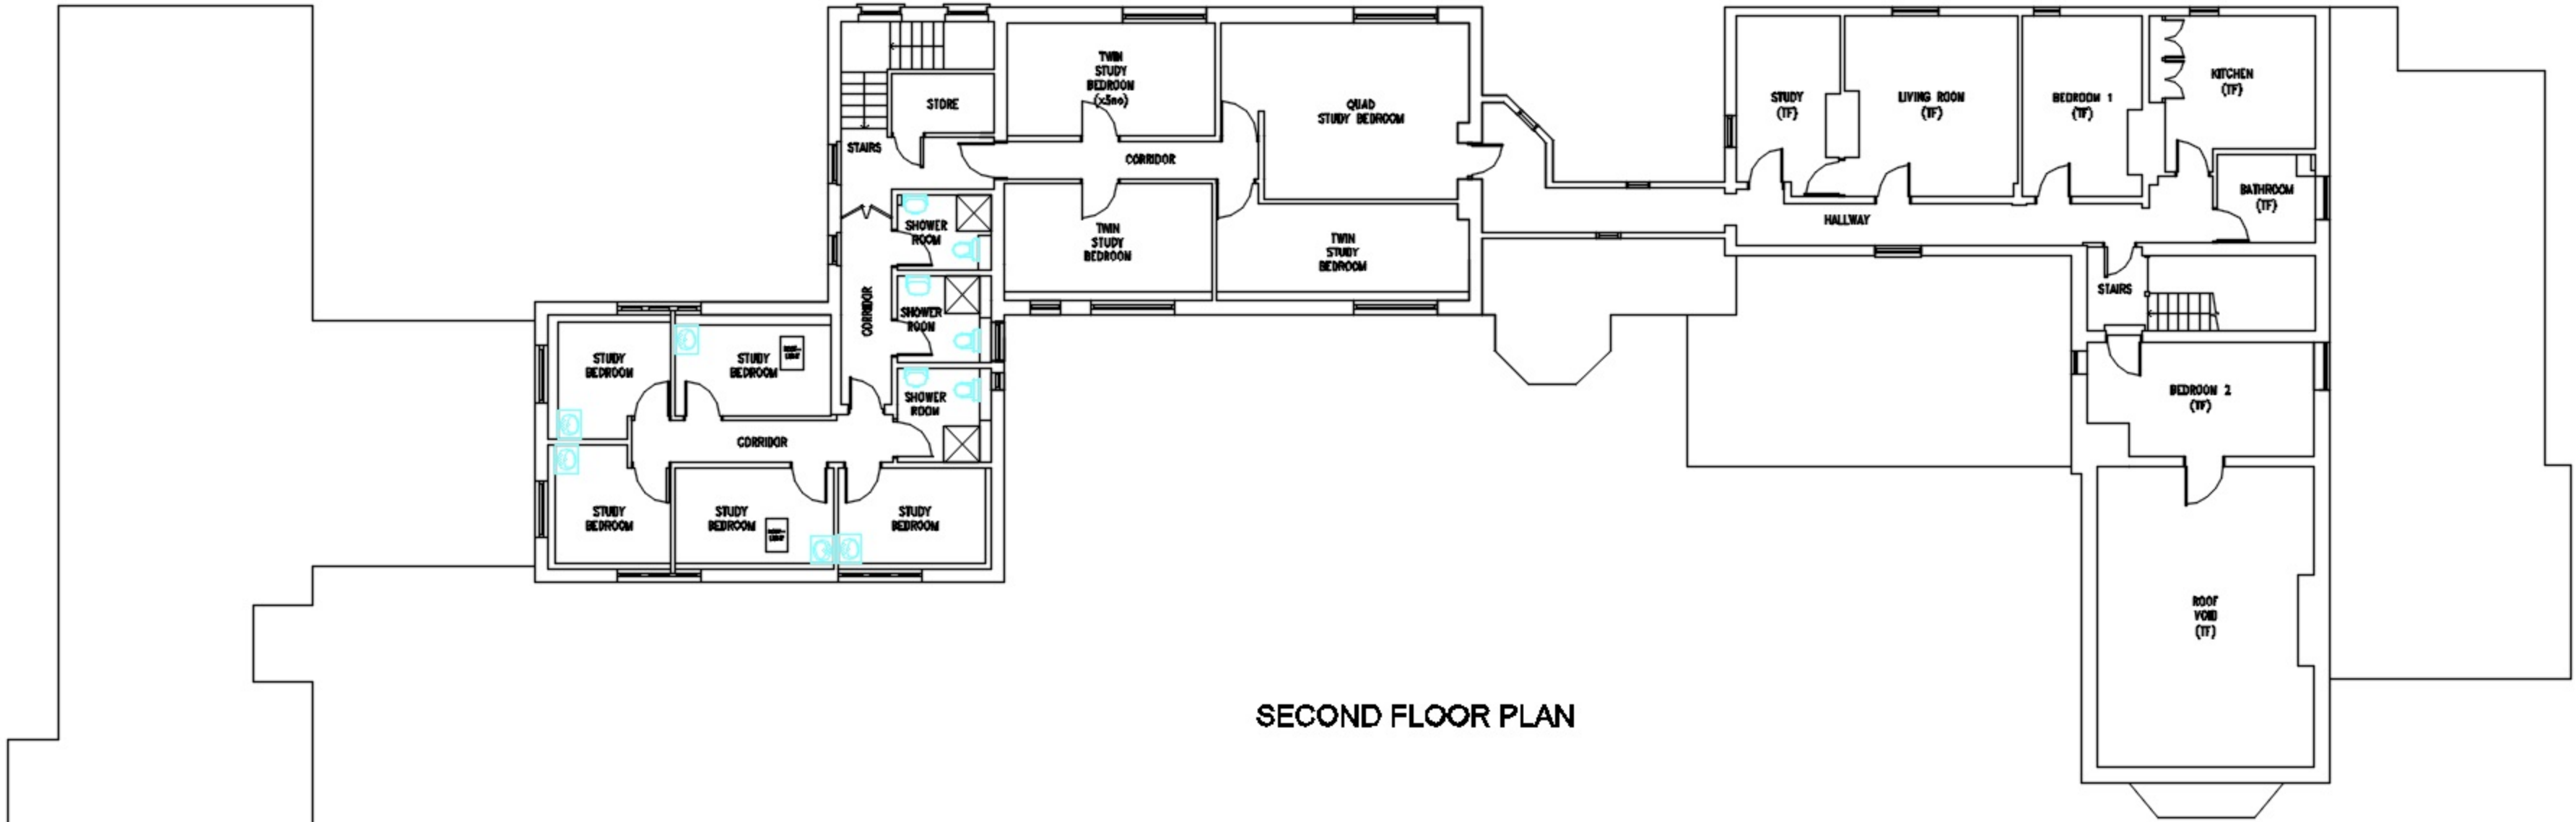 TWIN
STUDY
BEDROOM
(x3no)
STORE
QUAD
STUDY BEDROOM
STUDY
(TF)
LIVING ROOM
(TF)
BEDROOM 1
(TF)
KITCHEN
(TF)
STAIRS
CORRIDOR
BATHROOM
(TF)
SHOWER
ROOM
TWIN
STUDY
BEDROOM
TWIN
STUDY
BEDROOM
HALLWAY
STAIRS
SHOWER
ROOM
CORRIDOR
STUDY
BEDROOM
STUDY
BEDROOM
SHOWER
ROOM
BEDROOM 2
(TF)
CORRIDOR
STUDY
BEDROOM
STUDY
BEDROOM
STUDY
BEDROOM
ROOF
VOID
(TF)
SECOND FLOOR PLAN